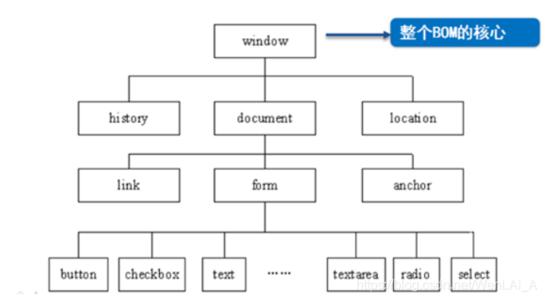 window
整个BOM的核心
history
document
location
link
form
anchor
button
checkbox
text
……
textarea
radio
select
https://blog.csdn.net/WenLAI_A